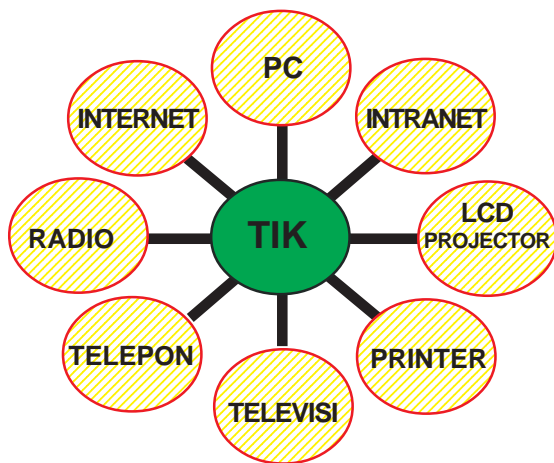 PC
INTERNET
INTRANET
RADIO
TIK
LCD
PROJECTOR
TELEPON
PRINTER
TELEVISI